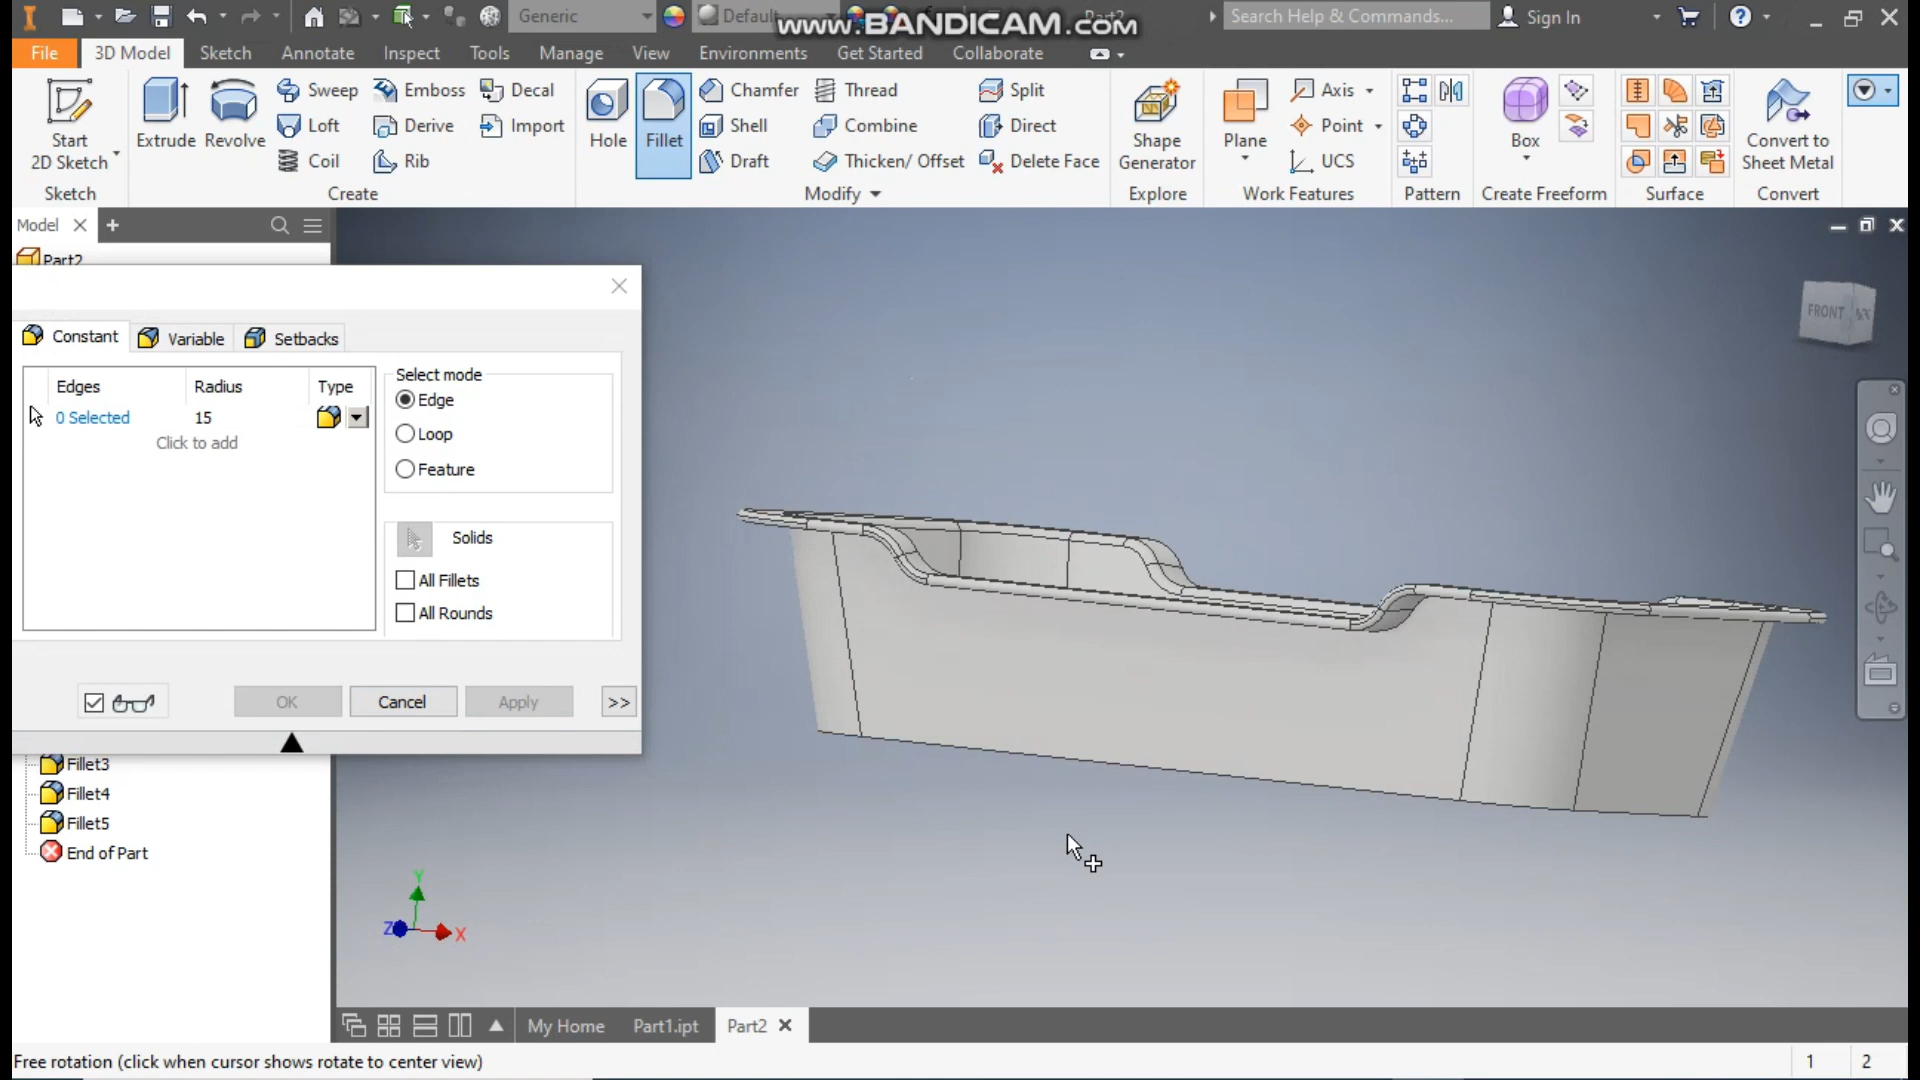 Generic
Default
www.BANDICAM.com
Search Help & Commands...
Sign In
File
3D Model
Sketch
Annotate
Inspect
Tools
Manage
View
Environments
Get Started
Collaborate
Start
2D Sketch
Sketch
Extrude
Revolve
Sweep
Loft
Coil
Emboss
Derive
Rib
Decal
Import
Create
Hole
Fillet
Chamfer
Shell
Draft
Thread
Combine
Thicken/ Offset
Split
Direct
Delete Face
Modify
Shape
Generator
Explore
Plane
Axis
Point
UCS
Work Features
Pattern
Box
Create Freeform
Surface
Convert to
Sheet Metal
Convert
Model
Part2
Constant
Variable
Setbacks
Edges
Radius
Type
0 Selected
15
Click to add
Select mode
Edge
Loop
Feature
Solids
All Fillets
All Rounds
OK
Cancel
Apply
>>
Fillet3
Fillet4
Fillet5
End of Part
FRONT
Y
Z
X
My Home
Part1.ipt
Part2
Free rotation (click when cursor shows rotate to center view)
1
2